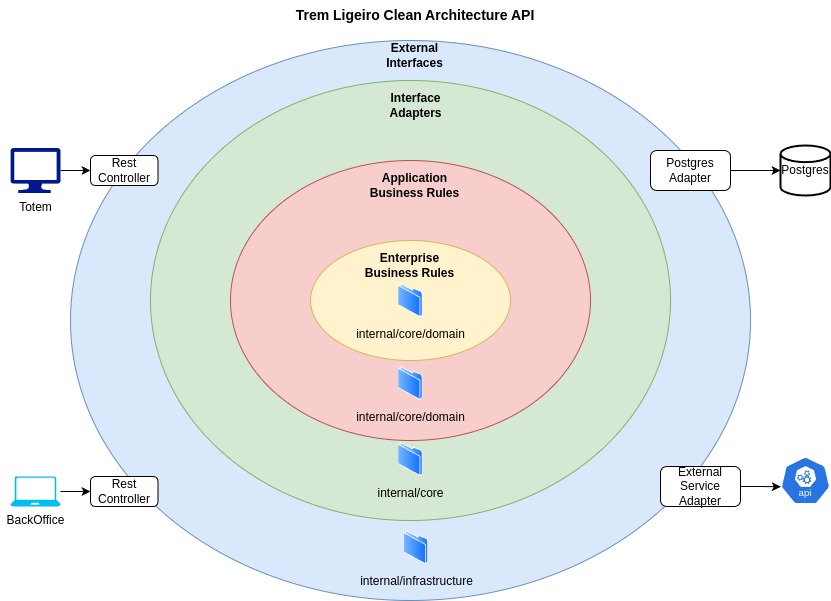 Trem Ligeiro Clean Architecture API
External
Interfaces
Interface
Adapters
Rest
Controller
Totem
Postgres
Adapter
Postgres
Application
Business Rules
Enterprise
Business Rules
internal/core/domain
internal/core/domain
internal/core
Rest
Controller
BackOffice
External
Service
Adapter
api
internal/infrastructure